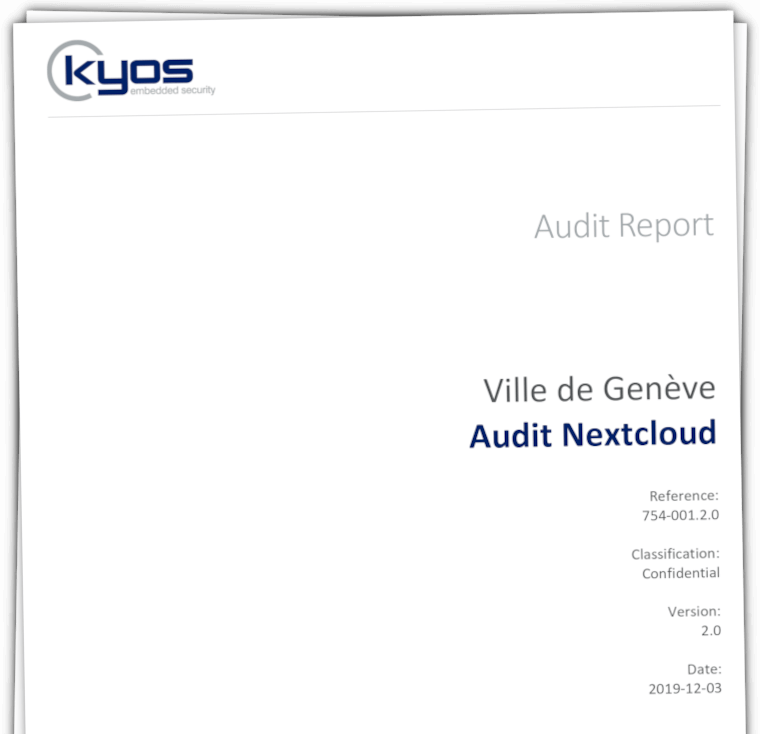 kyos
embedded security
Audit Report
Ville de Genève
Audit Nextcloud
Reference:
754-001.2.0
Classification:
Confidential
Version:
2.0
Date:
2019-12-03